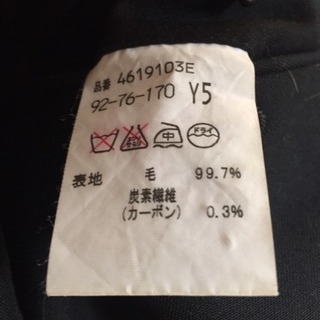 品番 4619103E
92-76-170 Y5
中 ドライ
表地 毛 99.7%
炭素繊維
(カーボン) 0.3%